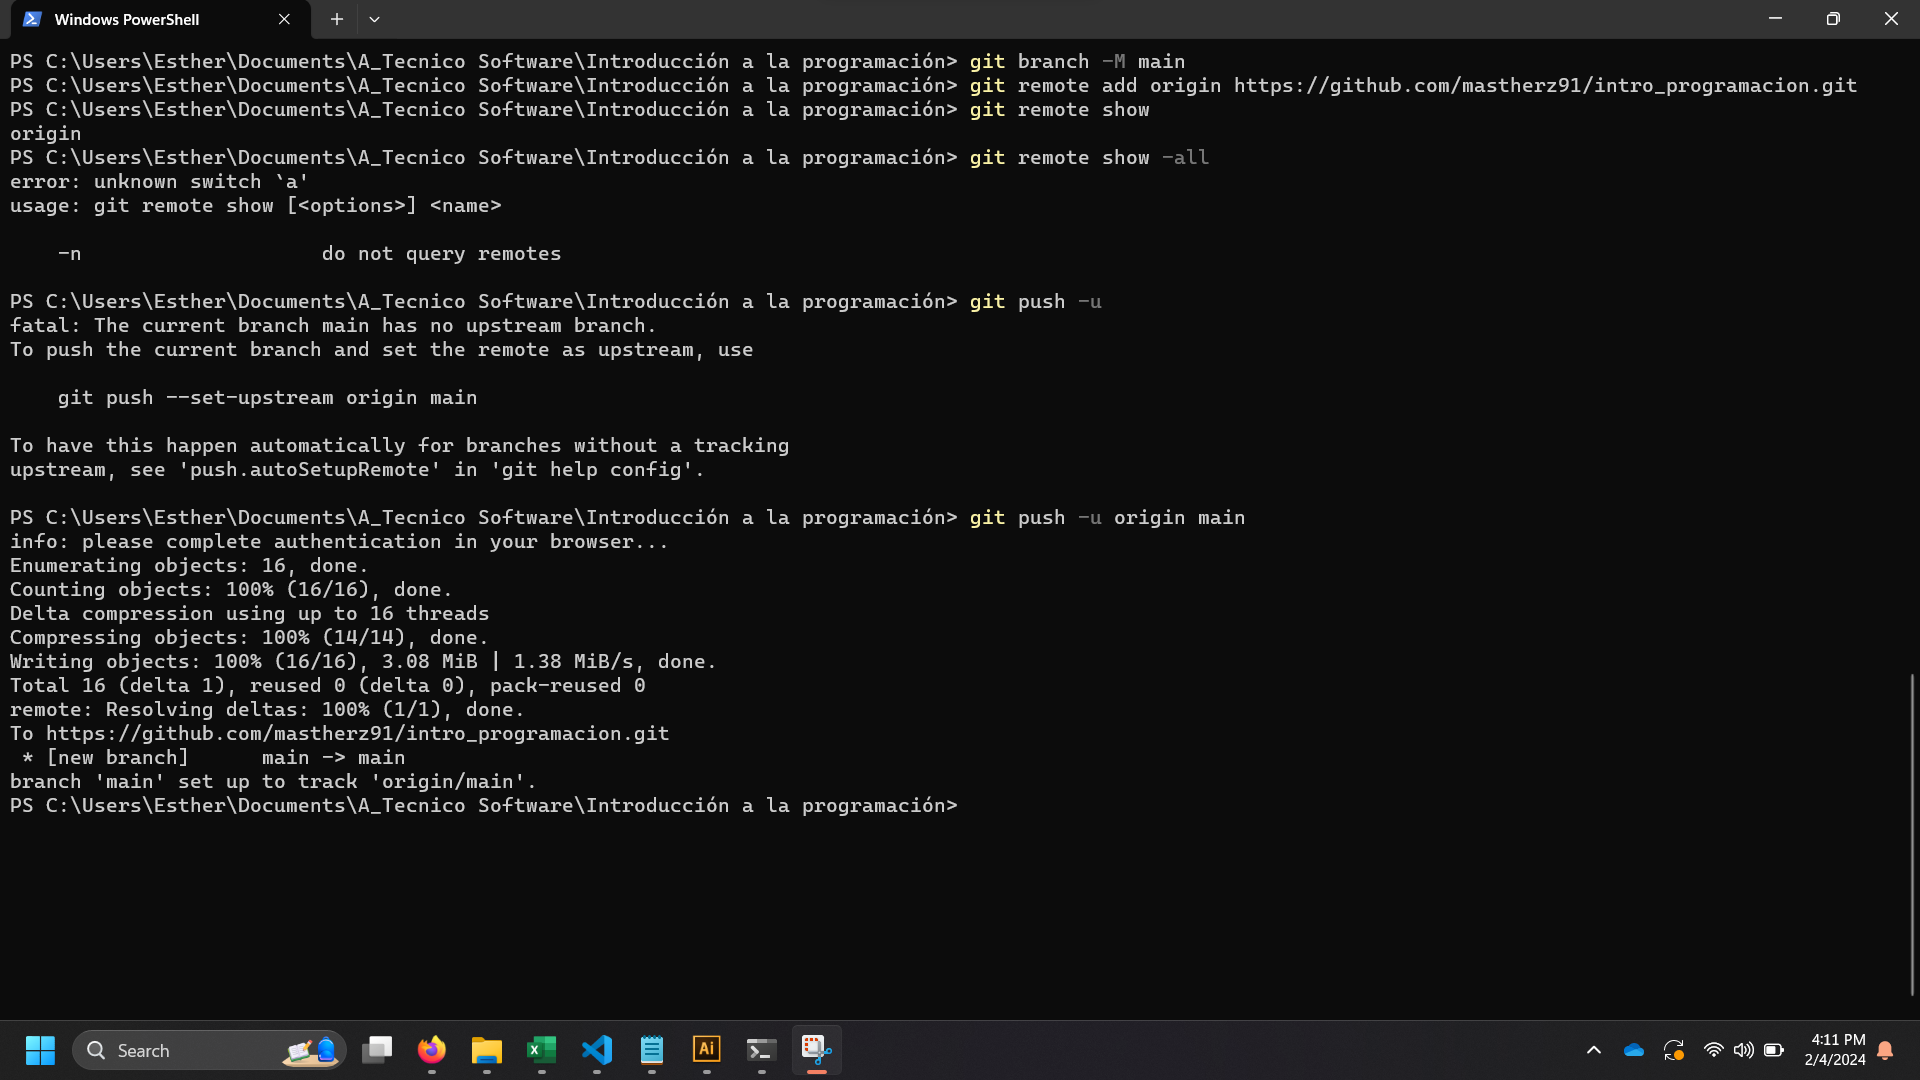 Windows PowerShell
PS C:\Users\Esther\Documents\A_Tecnico Software\Introducción a la programación> git branch -M main
PS C:\Users\Esther\Documents\A_Tecnico Software\Introducción a la programación> git remote add origin https://github.com/mastherz91/intro_programacion.git
PS C:\Users\Esther\Documents\A_Tecnico Software\Introducción a la programación> git remote show
origin
PS C:\Users\Esther\Documents\A_Tecnico Software\Introducción a la programación> git remote show -all
error: unknown switch `a'
usage: git remote show [<options>] <name>
    -n                    do not query remotes
PS C:\Users\Esther\Documents\A_Tecnico Software\Introducción a la programación> git push -u
fatal: The current branch main has no upstream branch.
To push the current branch and set the remote as upstream, use
    git push --set-upstream origin main
To have this happen automatically for branches without a tracking
upstream, see 'push.autoSetupRemote' in 'git help config'.
PS C:\Users\Esther\Documents\A_Tecnico Software\Introducción a la programación> git push -u origin main
info: please complete authentication in your browser...
Enumerating objects: 16, done.
Counting objects: 100% (16/16), done.
Delta compression using up to 16 threads
Compressing objects: 100% (14/14), done.
Writing objects: 100% (16/16), 3.08 MiB | 1.38 MiB/s, done.
Total 16 (delta 1), reused 0 (delta 0), pack-reused 0
remote: Resolving deltas: 100% (1/1), done.
To https://github.com/mastherz91/intro_programacion.git
 * [new branch]      main -> main
branch 'main' set up to track 'origin/main'.
PS C:\Users\Esther\Documents\A_Tecnico Software\Introducción a la programación>
Search
Ai
4:11 PM
2/4/2024